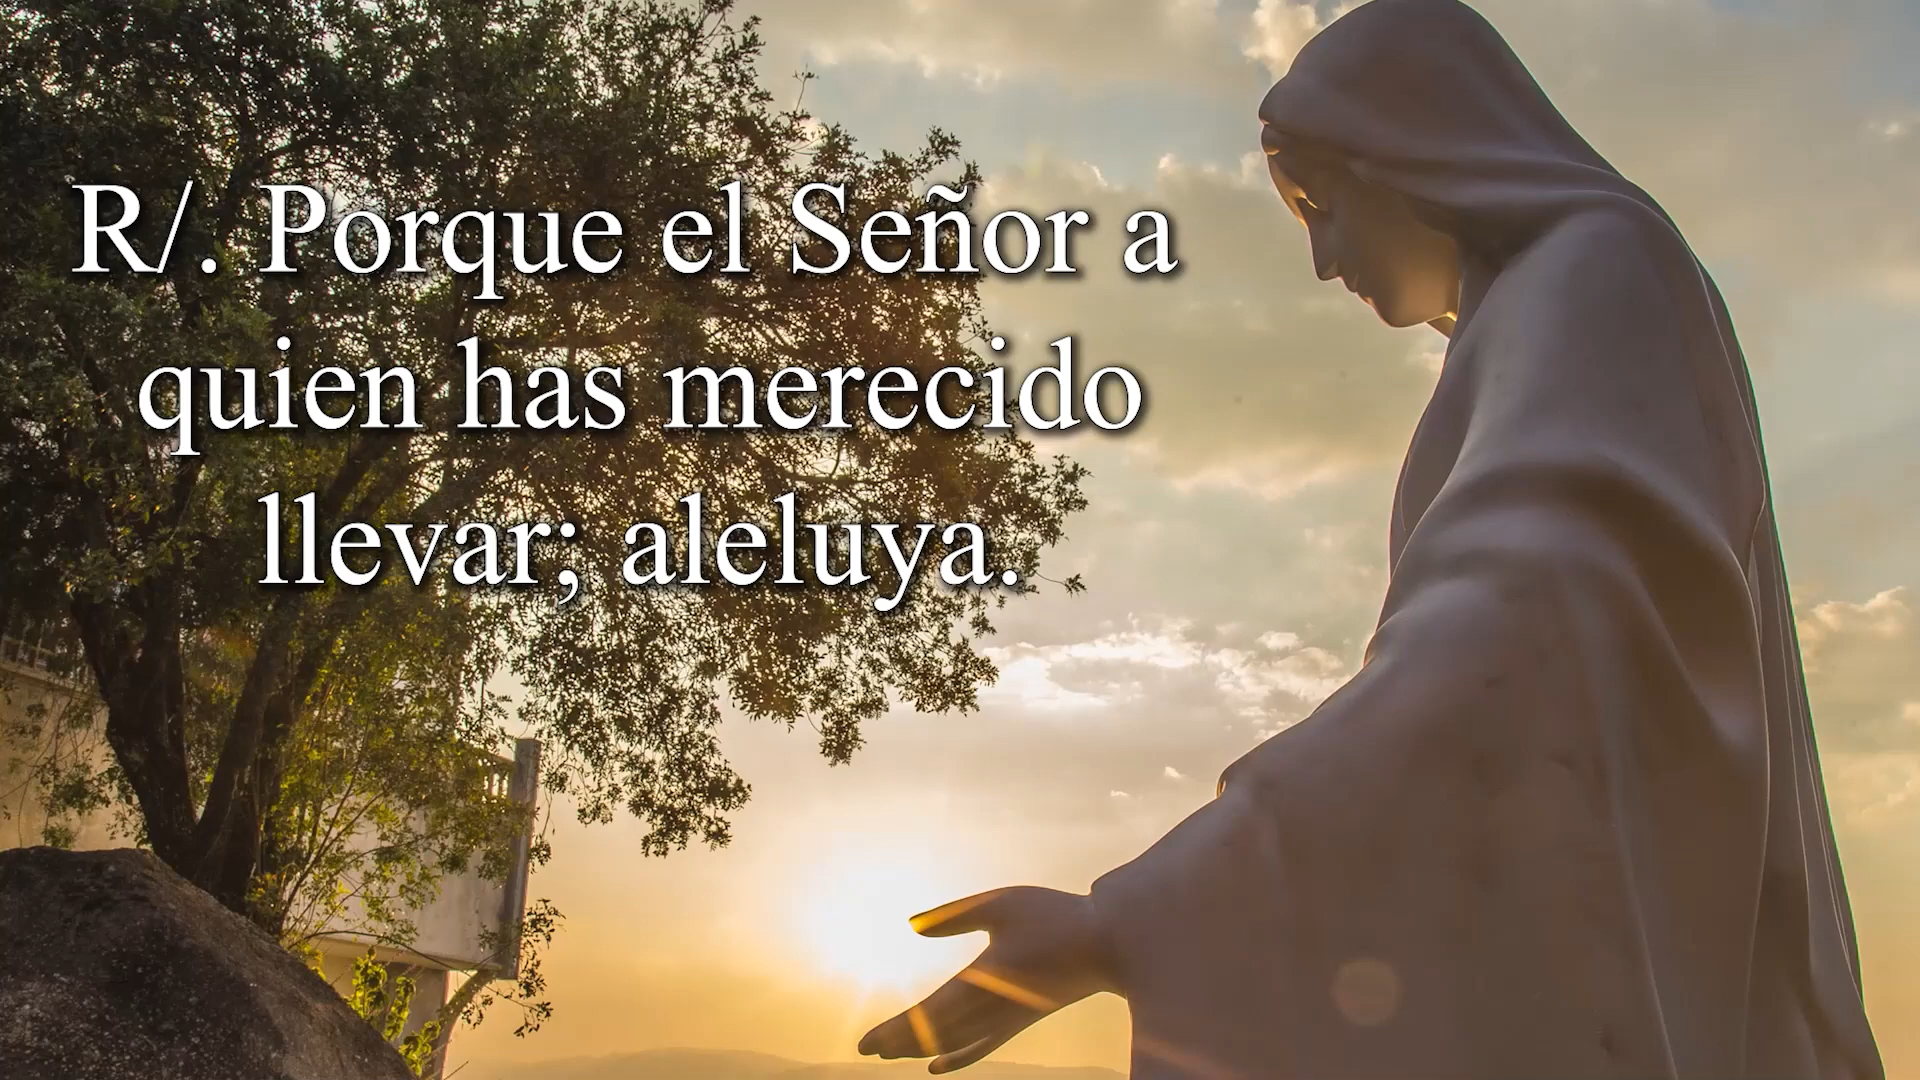 R/. Porque el Señor a
quien has merecido
llevar; aleluya.